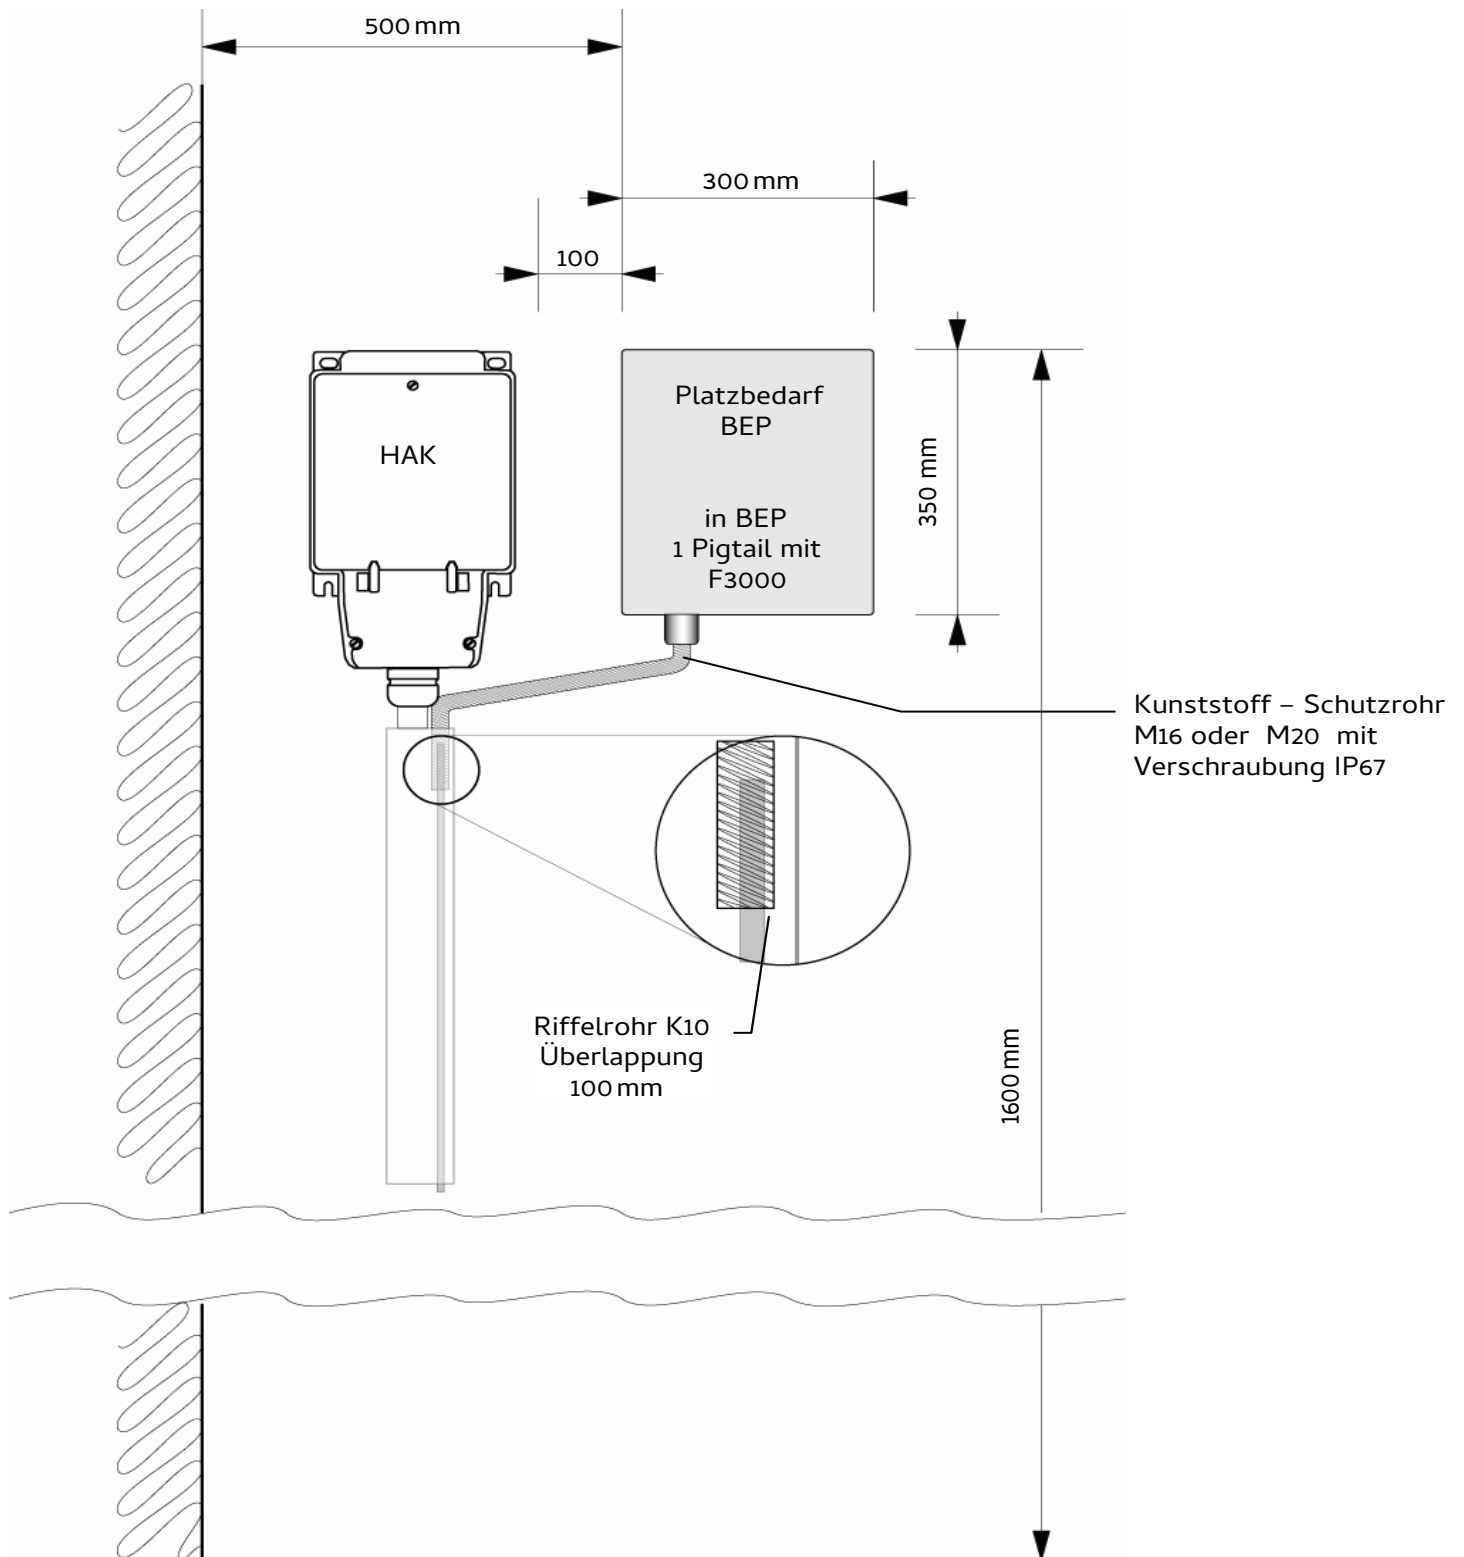 500 mm
300 mm
100
Platzbedarf
BEP
HAK
350 mm
in BEP
1 Pigtail mit
F3000
Kunststoff – Schutzrohr
M16 oder M20 mit
Verschraubung IP67
Riffelrohr K10
Überlappung
100 mm
1600 mm